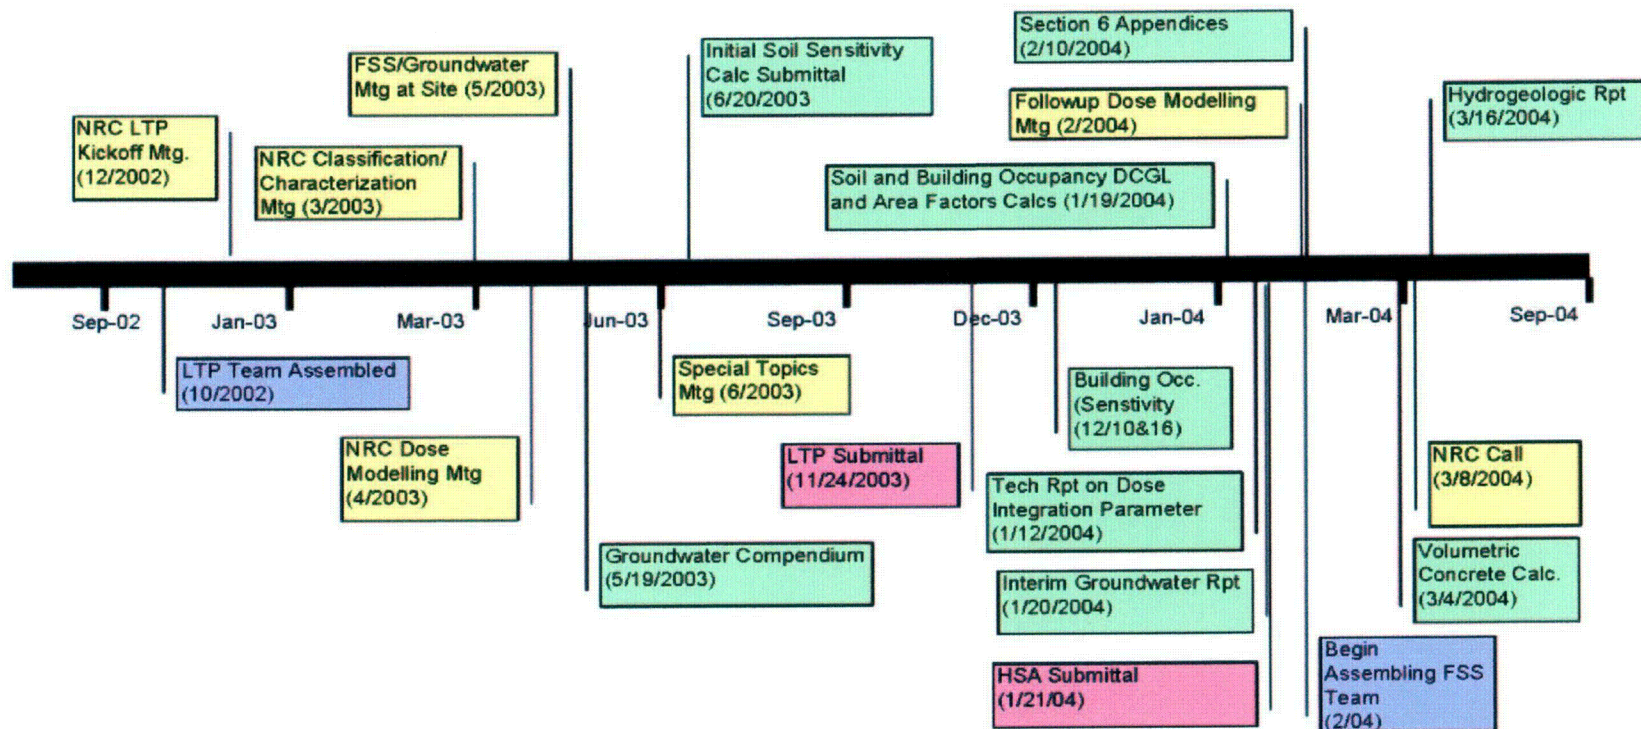 Section 6 Appendices
(2/10/2004)
Initial Soil Sensitivity
Calc Submittal
(6/20/2003
FSS/Groundwater
Mtg at Site (5/2003)
Hydrogeologic Rpt
(3/16/2004)
Followup Dose Modelling
Mtg (2/2004)
NRC LTP
Kickoff Mtg.
(12/2002)
NRC Classification/
Characterization
Mtg (3/2003)
Soil and Building Occupancy DCGL
and Area Factors Calcs (1/19/2004)
Sep-02
Jan-03
Mar-03
Jun-03
Sep-03
Dec-03
Jan-04
Mar-04
Sep-04
LTP Team Assembled
(10/2002)
Special Topics
Mtg (6/2003)
Building Occ.
(Senstivity
(12/10&16)
NRC Dose
Modelling Mtg
(4/2003)
LTP Submittal
(11/24/2003)
NRC Call
(3/8/2004)
Tech Rpt on Dose
Integration Parameter
(1/12/2004)
Groundwater Compendium
(5/19/2003)
Volumetric
Concrete Calc.
(3/4/2004)
Interim Groundwater Rpt
(1/20/2004)
HSA Submittal
(1/21/04)
Begin
Assembling FSS
Team
(2/04)